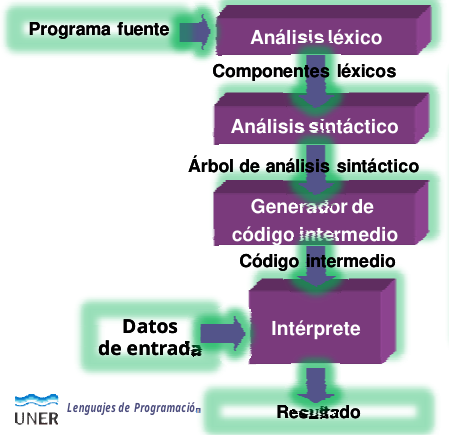 Programa fuente
Análisis léxico
Componentes léxicos
Análisis sintáctico
Árbol de análisis sintáctico
Generador de
código intermedio
Código intermedio
Intérprete
Datos
de entrada
Resultado
UNER
Lenguajes de Programación